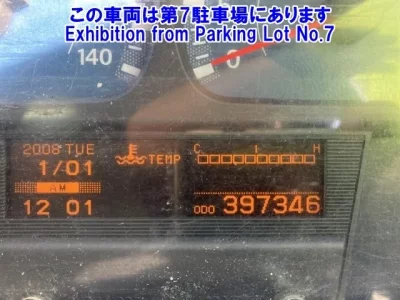 この車両は第7駐車場にあります
Exhibition from Parking Lot No.7
140
0
2008 TUE
1/01
AM
12 01
E
TEMP
C I H
ODO 397346